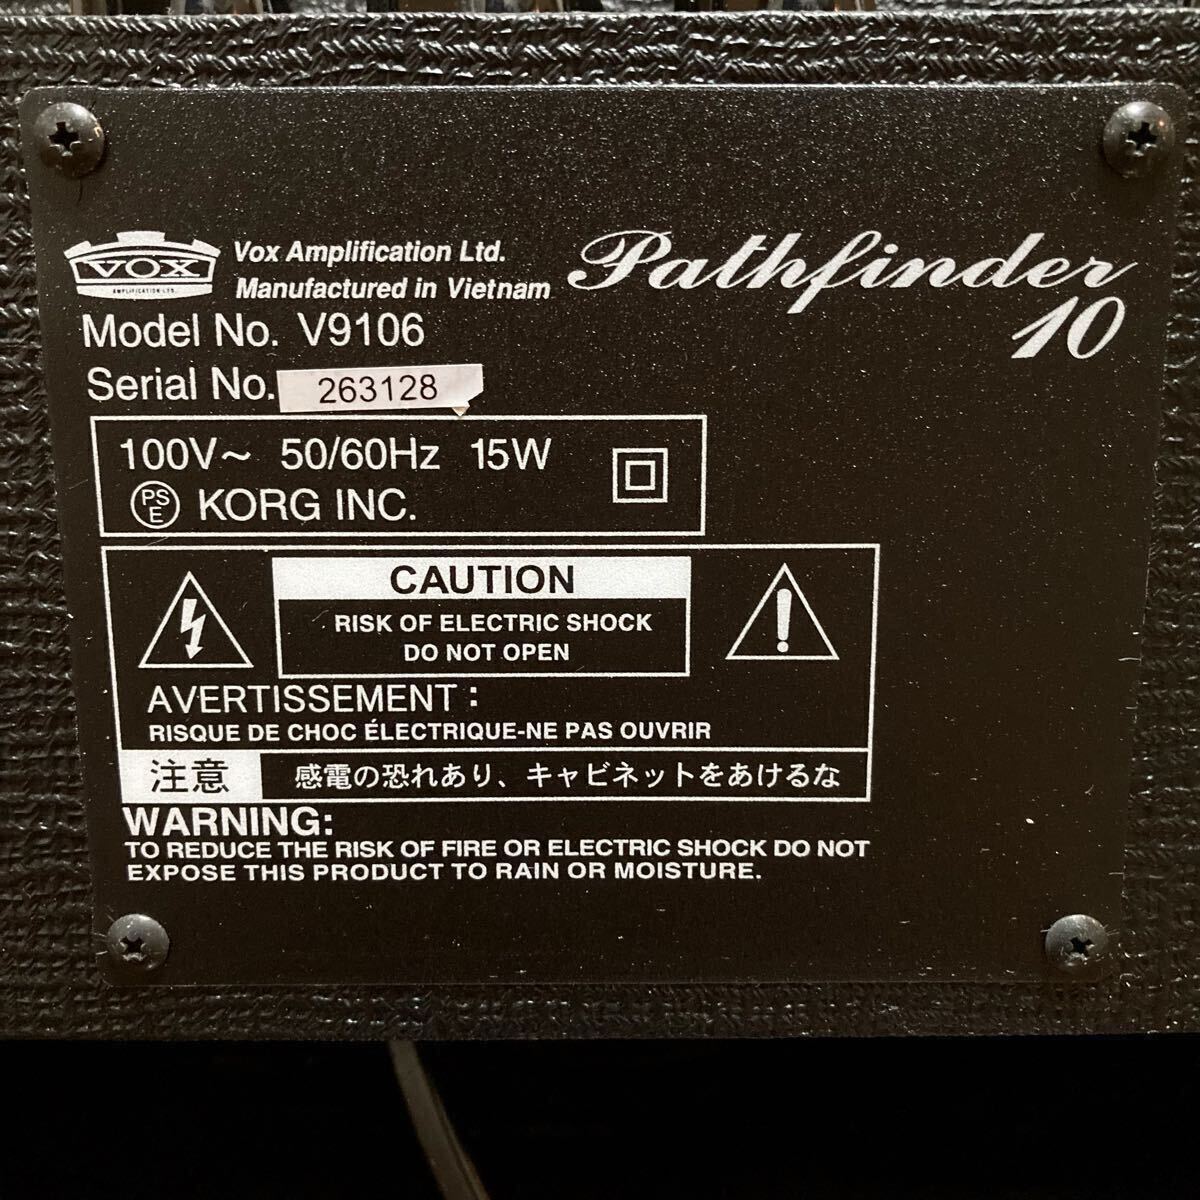 VOX
AMPLIFICATION LTD.
Vox Amplification Ltd.
Manufactured in Vietnam
Pathfinder
10
Model No. V9106
Serial No. 263128
100V~ 50/60Hz 15W
PS
E
KORG INC.
CAUTION
RISK OF ELECTRIC SHOCK
DO NOT OPEN
AVERTISSEMENT :
RISQUE DE CHOC ÉLECTRIQUE-NE PAS OUVRIR
注意 感電の恐れあり、キャビネットをあけるな
WARNING:
TO REDUCE THE RISK OF FIRE OR ELECTRIC SHOCK DO NOT
EXPOSE THIS PRODUCT TO RAIN OR MOISTURE.